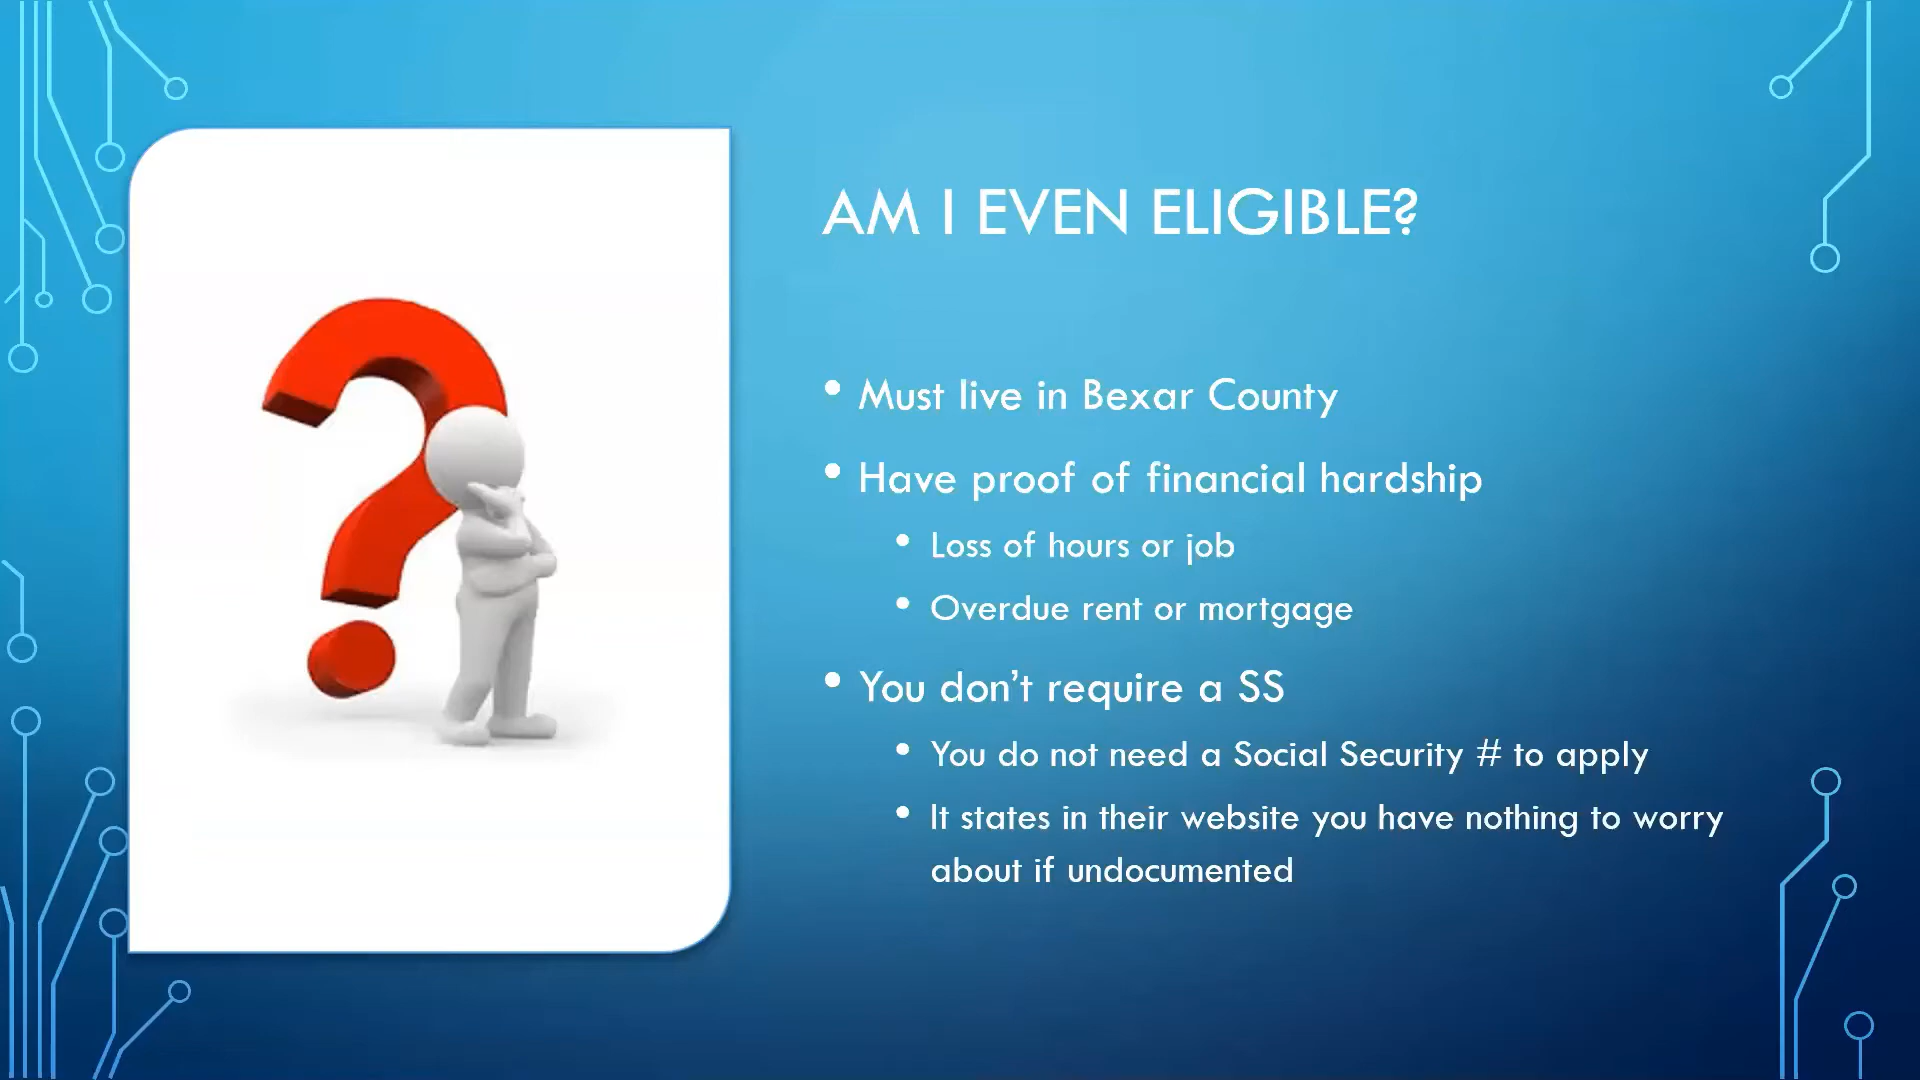 AM I EVEN ELIGIBLE?
• Must live in Bexar County
• Have proof of financial hardship
• Loss of hours or job
• Overdue rent or mortgage
• You don’t require a SS
• You do not need a Social Security # to apply
• It states in their website you have nothing to worry
about if undocumented